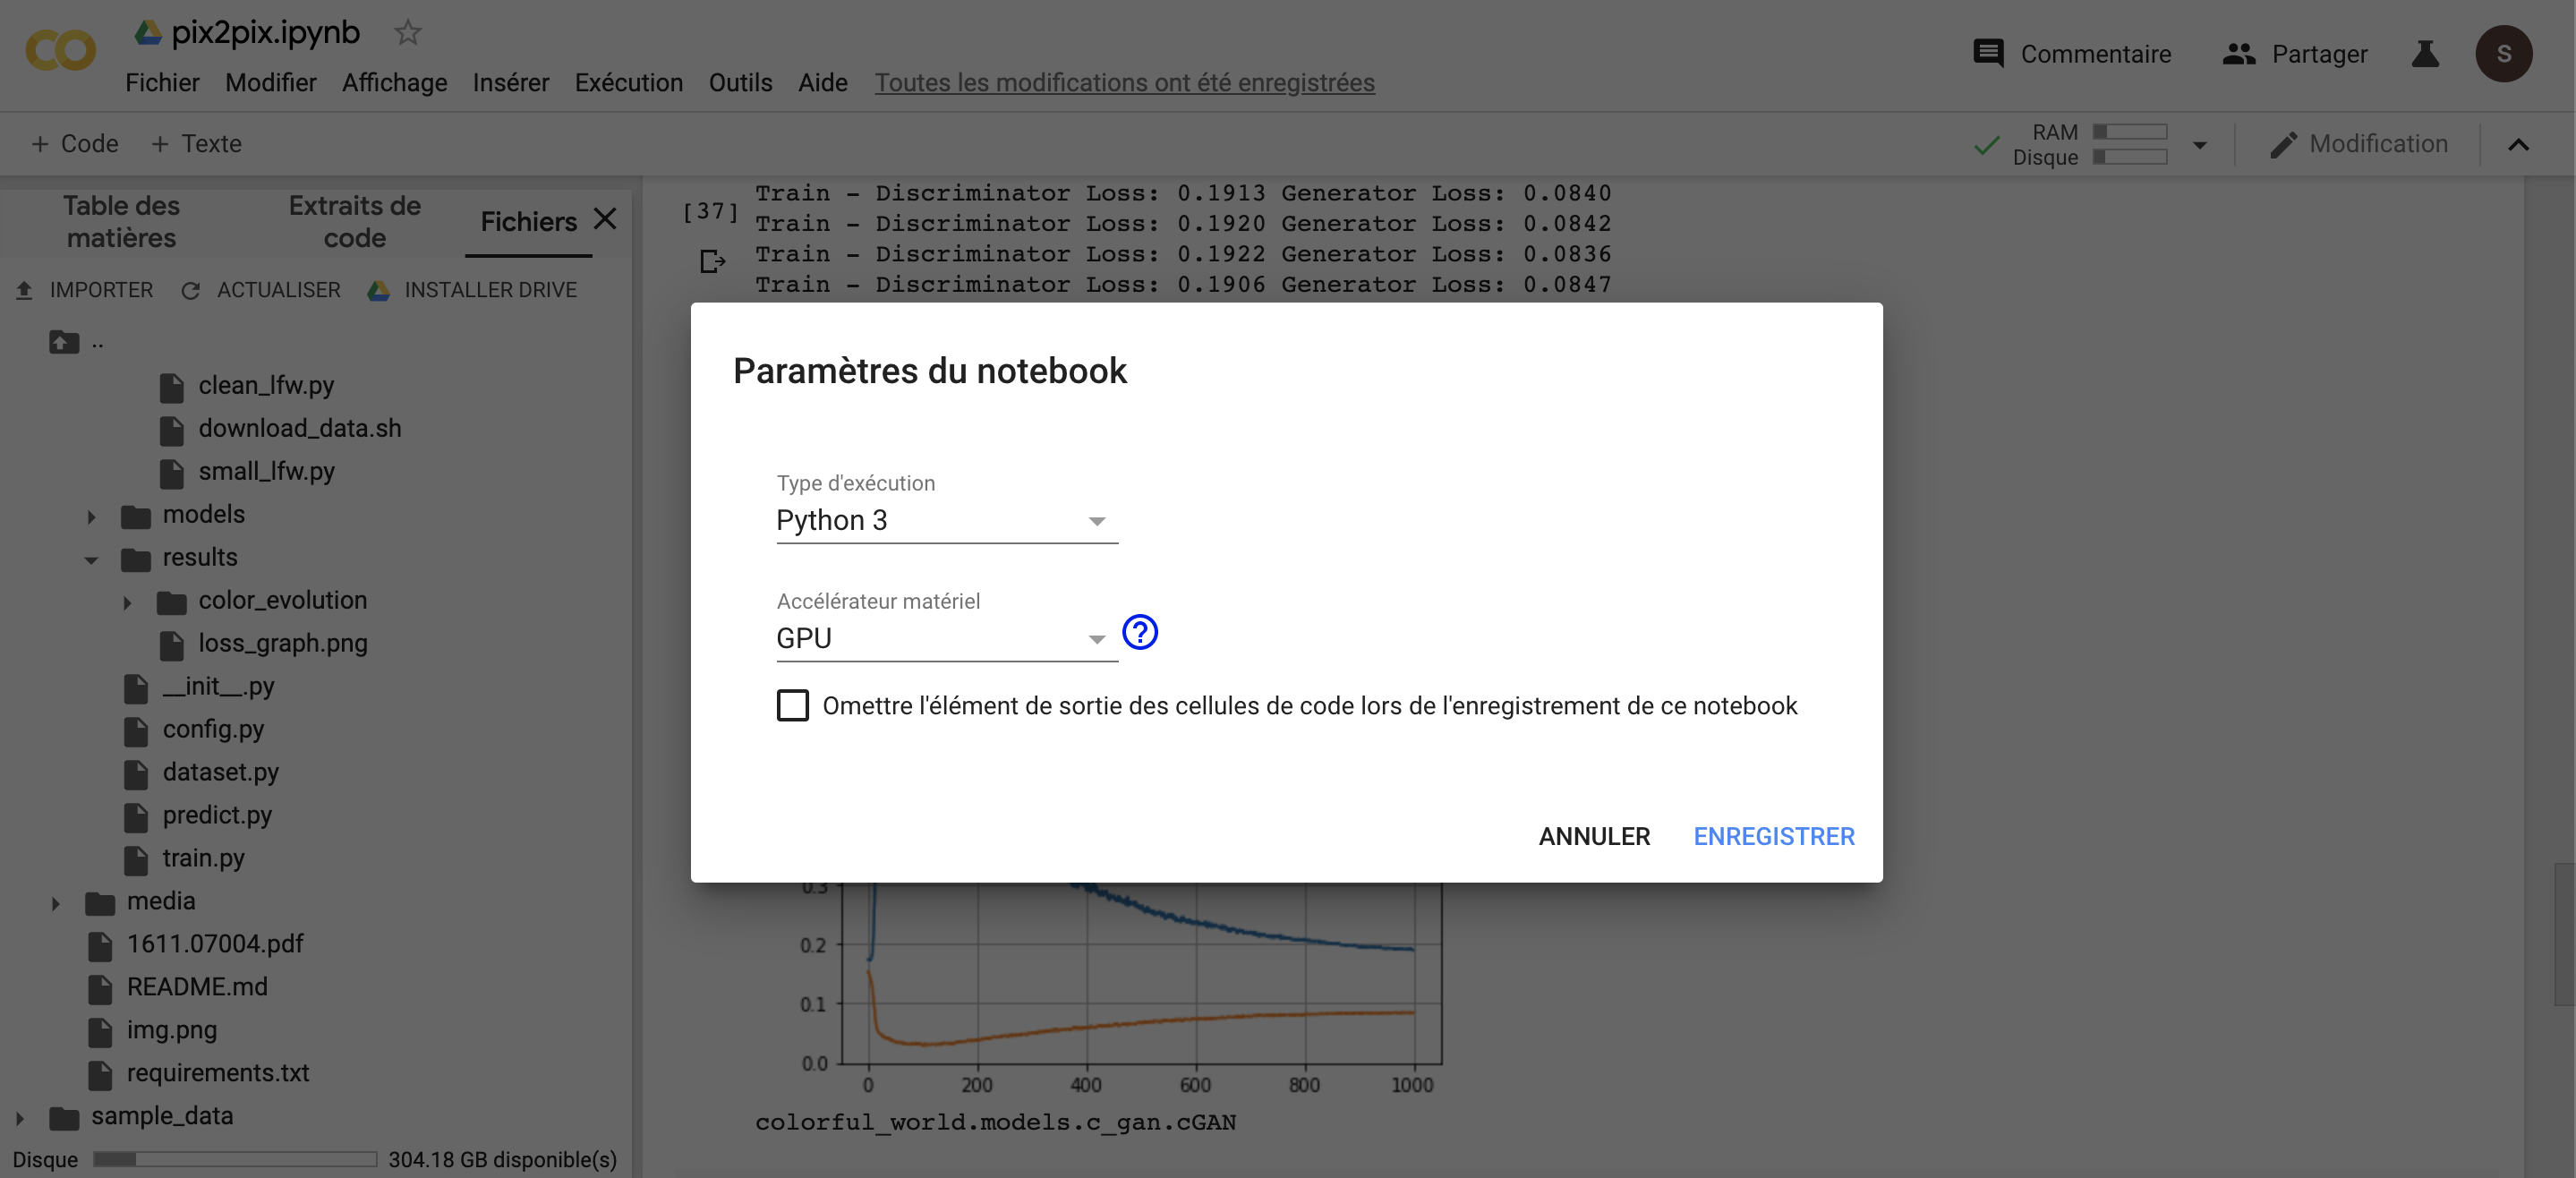 pix2pix.ipynb
Commentaire
Partager
S
Fichier Modifier Affichage Insérer Exécution Outils Aide Toutes les modifications ont été enregistrées
+ Code + Texte
RAM
Disque
Modification
Table des matières
Extraits de code
Fichiers
IMPORTER ACTUALISER INSTALLER DRIVE
..
clean_lfw.py
download_data.sh
small_lfw.py
models
results
color_evolution
loss_graph.png
__init__.py
config.py
dataset.py
predict.py
train.py
media
1611.07004.pdf
README.md
img.png
requirements.txt
sample_data
Disque 304.18 GB disponible(s)
[37]
Train - Discriminator Loss: 0.1913 Generator Loss: 0.0840
Train - Discriminator Loss: 0.1920 Generator Loss: 0.0842
Train - Discriminator Loss: 0.1922 Generator Loss: 0.0836
Train - Discriminator Loss: 0.1906 Generator Loss: 0.0847
Paramètres du notebook
Type d'exécution
Python 3
Accélérateur matériel
GPU
?
Omettre l'élément de sortie des cellules de code lors de l'enregistrement de ce notebook
ANNULER ENREGISTRER
0.3
0.2
0.1
0.0
0 200 400 600 800 1000
colorful_world.models.c_gan.cGAN